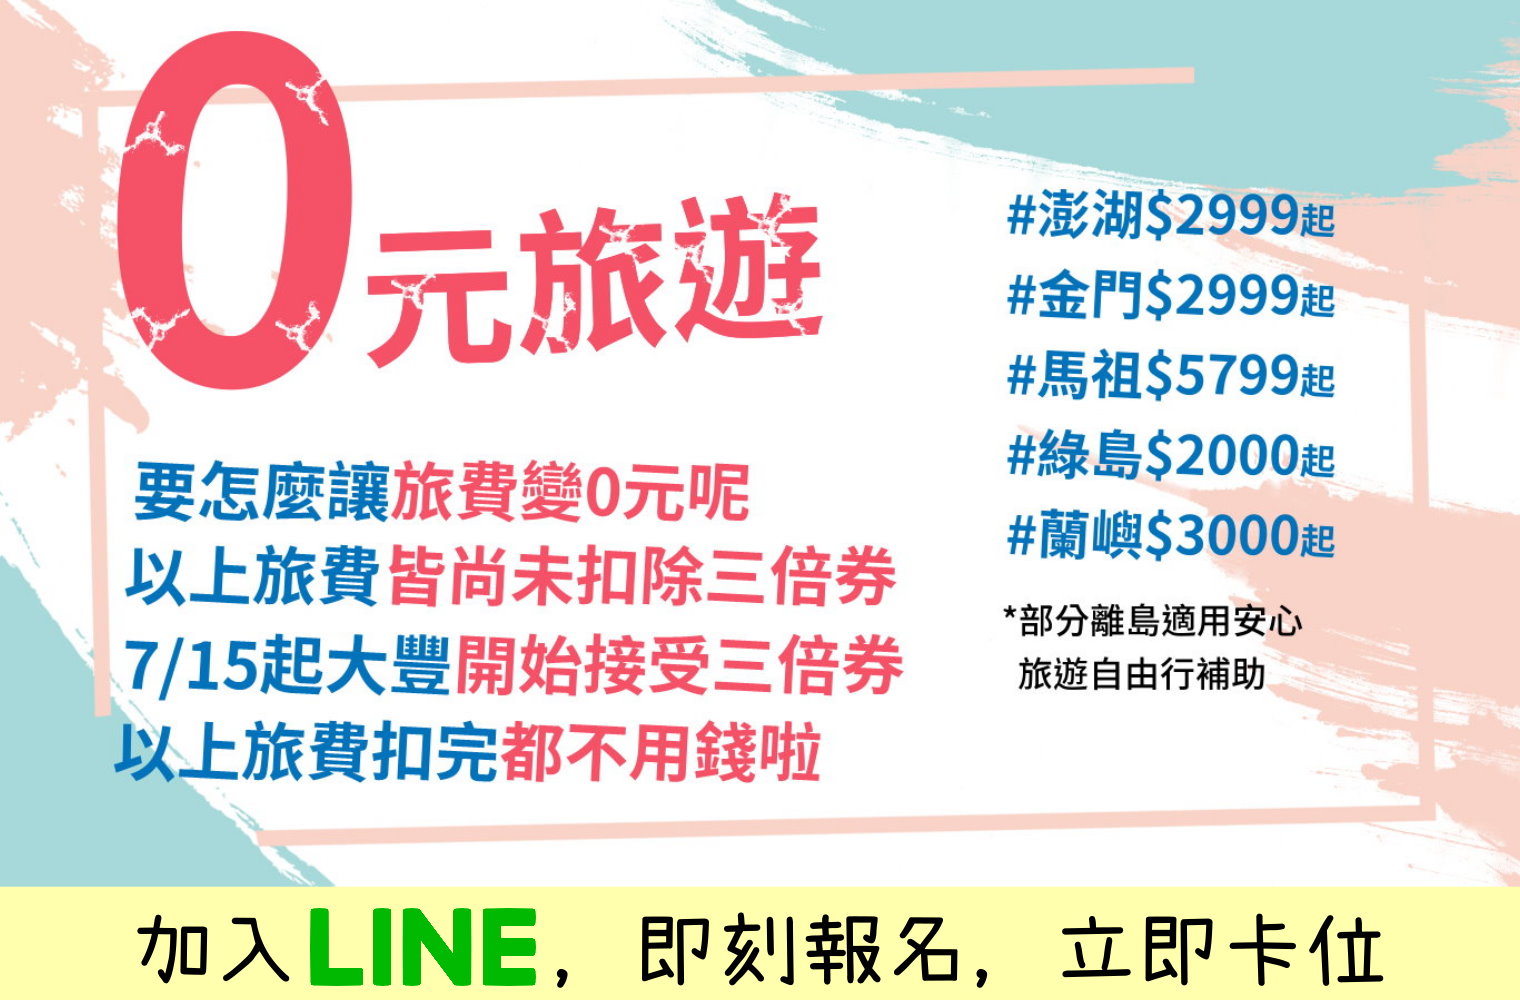 0元旅遊
要怎麼讓旅費變0元呢
以上旅費皆尚未扣除三倍券
7/15起大豐開始接受三倍券
以上旅費扣完都不用錢啦
#澎湖$2999起
#金門$2999起
#馬祖$5799起
#綠島$2000起
#蘭嶼$3000起
*部分離島適用安心
旅遊自由行補助
加入LINE，即刻報名，立即卡位